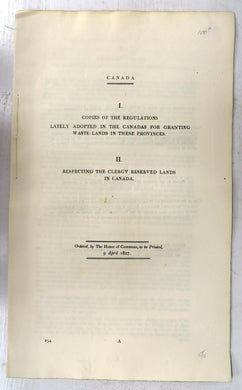 CANADA
I.
COPIES OF THE REGULATIONS
LATELY ADOPTED IN THE CANADAS FOR GRANTING
WASTE LANDS IN THESE PROVINCES.
II.
RESPECTING THE CLERGY RESERVED LANDS
IN CANADA.
Ordered, by The House of Commons, to be Printed,
9 April 1827.
254.
A